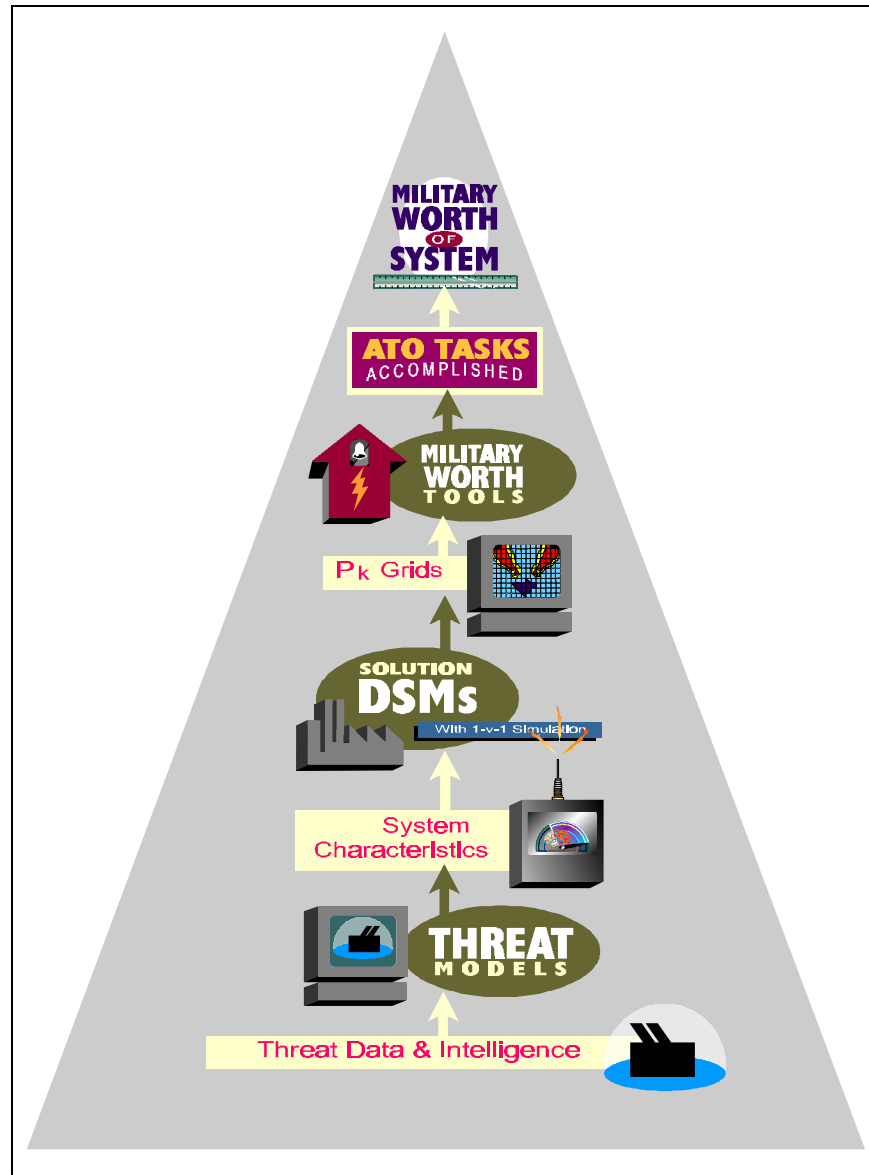 MILITARY
WORTH
OF
SYSTEM
ATO TASKS
ACCOMPLISHED
MILITARY
WORTH
TOOLS
Pk Grids
SOLUTION
DSMs
With 1-v-1 Simulation
System
Characteristics
THREAT
MODELS
Threat Data & Intelligence